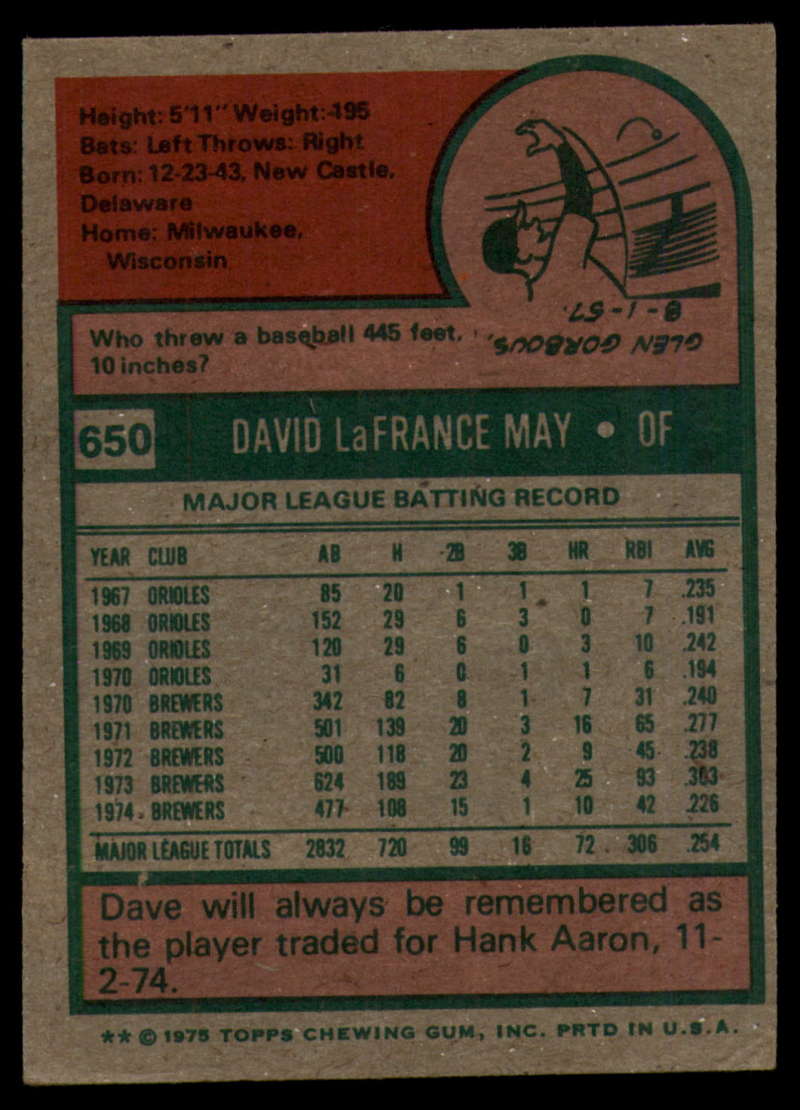 Height: 5'11" Weight: 195
Bats: Left Throws: Right
Born: 12-23-43, New Castle,
Delaware
Home: Milwaukee,
Wisconsin
Who threw a baseball 445 feet,
10 inches?
GLEN GORBOUS,
8-1-57.
650 DAVID LaFRANCE MAY • OF
MAJOR LEAGUE BATTING RECORD
YEAR CLUB AB H 2B 3B HR RBI AVG
1967 ORIOLES 85 20 1 1 1 7 .235
1968 ORIOLES 152 29 6 3 0 7 .191
1969 ORIOLES 120 29 6 0 3 10 .242
1970 ORIOLES 31 6 0 1 1 6 .194
1970 BREWERS 342 82 8 1 7 31 .240
1971 BREWERS 501 139 20 3 16 65 .277
1972 BREWERS 500 118 20 2 9 45 .238
1973 BREWERS 624 189 23 4 25 93 .303
1974 BREWERS 477 108 15 1 10 42 .226
MAJOR LEAGUE TOTALS 2832 720 99 16 72 306 .254
Dave will always be remembered as
the player traded for Hank Aaron, 11-
2-74.
** © 1975 TOPPS CHEWING GUM, INC. PRTD IN U.S.A.